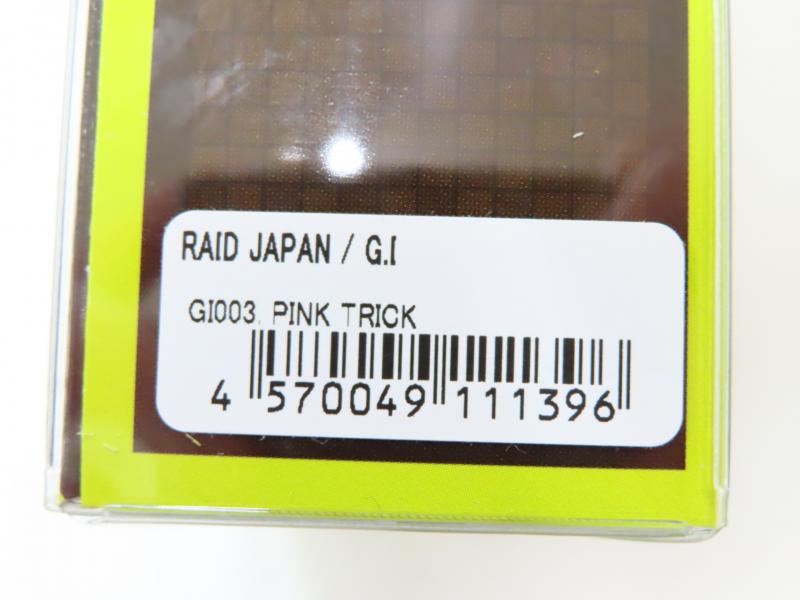 RAID JAPAN / G.I
GI003. PINK TRICK
4 570049 111396